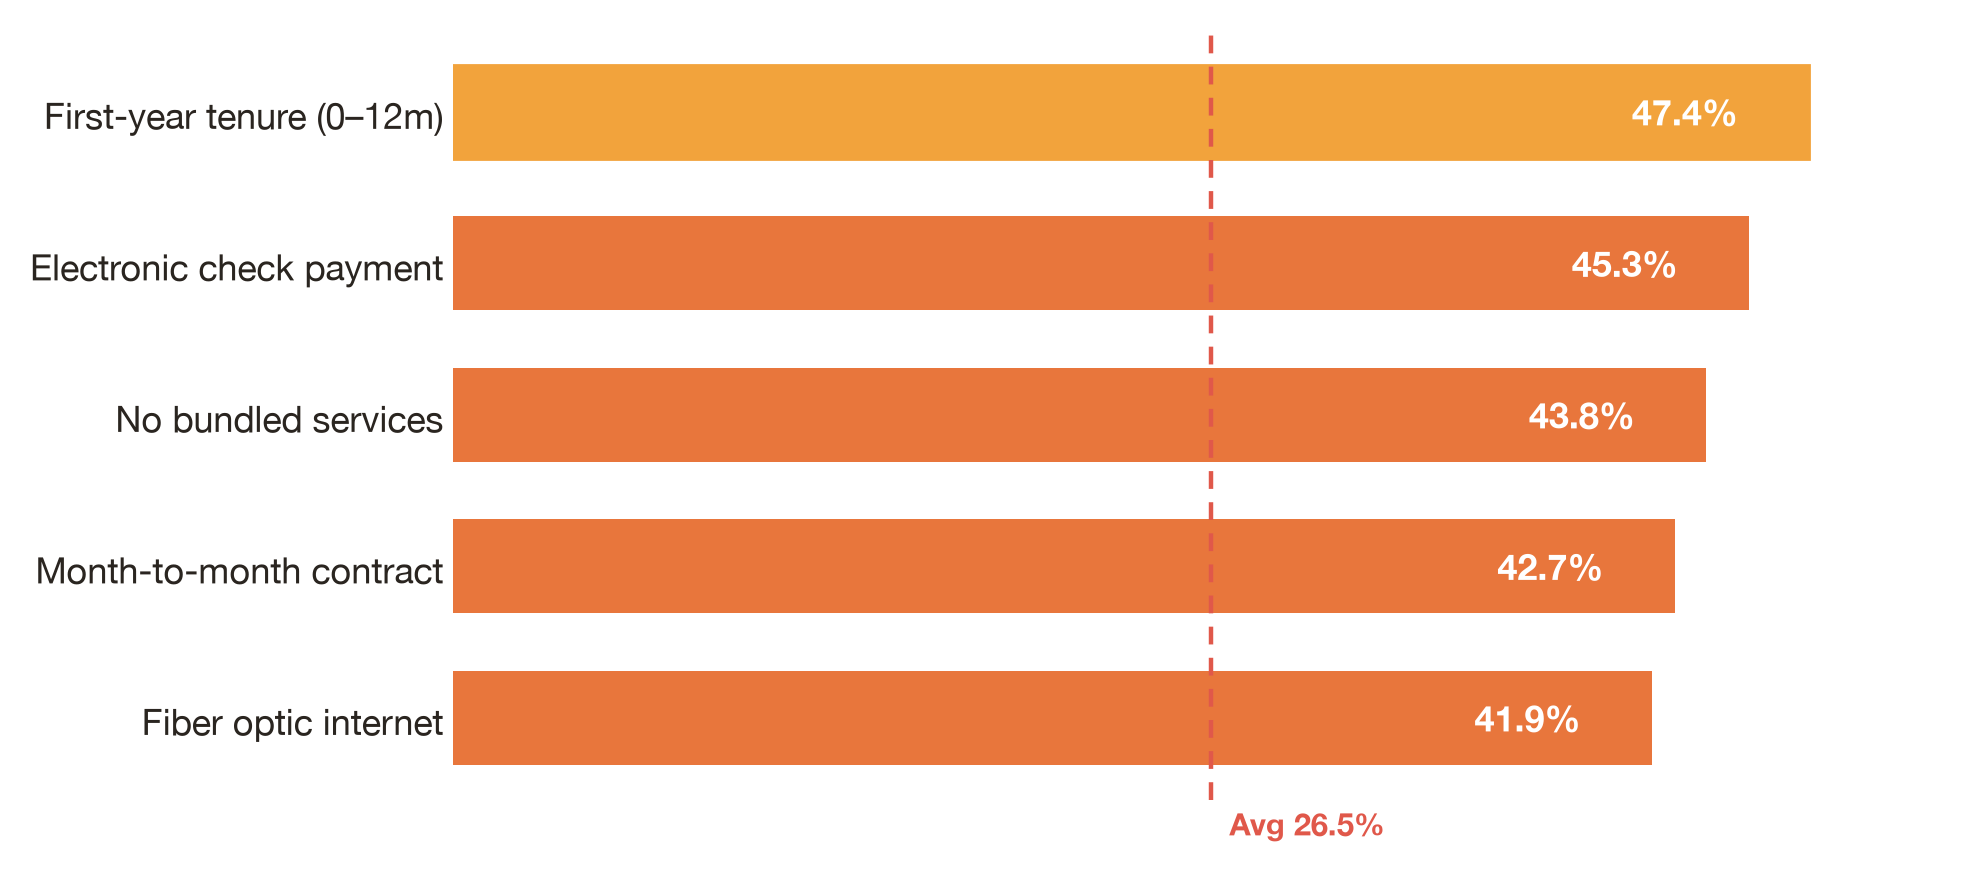 First-year tenure (0–12m) 47.4%
Electronic check payment 45.3%
No bundled services 43.8%
Month-to-month contract 42.7%
Fiber optic internet 41.9%
Avg 26.5%